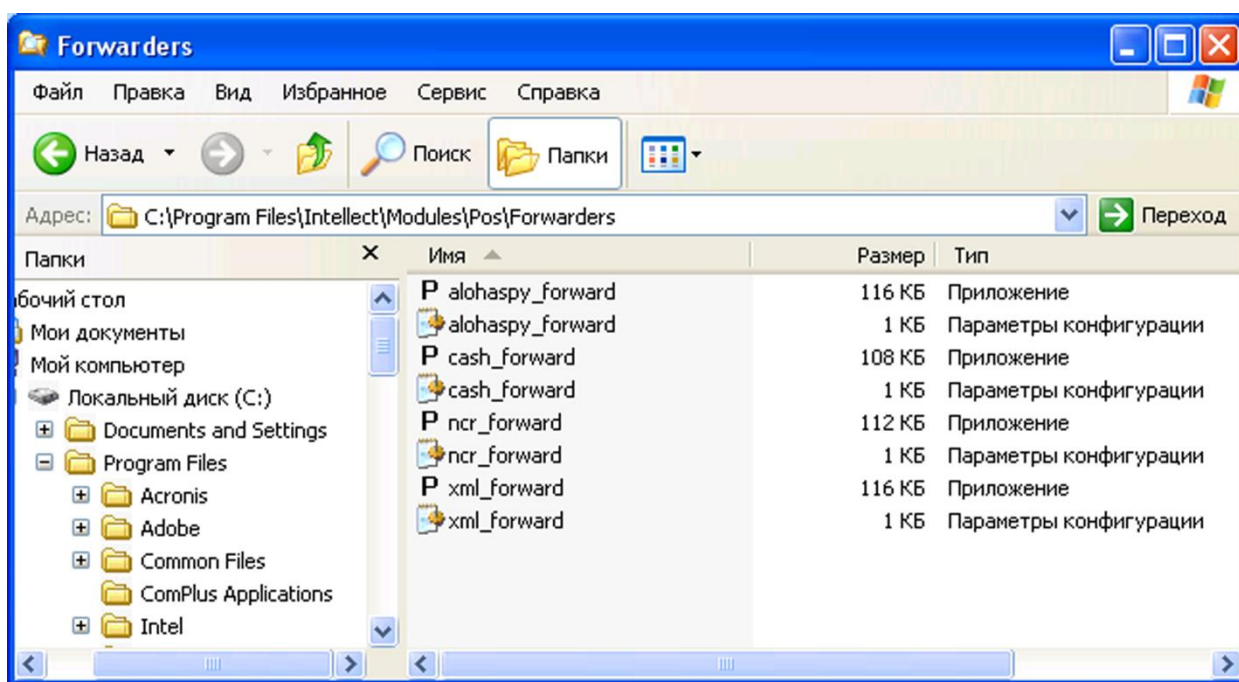 Forwarders
Файл Правка Вид Избранное Сервис Справка
Назад Поиск Папки
Адрес: C:\Program Files\Intellect\Modules\Pos\Forwarders Переход
Папки Имя Размер Тип
бочий стол
Мои документы
Мой компьютер
Локальный диск (C:)
Documents and Settings
Program Files
Acronis
Adobe
Common Files
ComPlus Applications
Intel
P alohaspy_forward 116 КБ Приложение
alohaspy_forward 1 КБ Параметры конфигурации
P cash_forward 108 КБ Приложение
cash_forward 1 КБ Параметры конфигурации
P ncr_forward 112 КБ Приложение
ncr_forward 1 КБ Параметры конфигурации
P xml_forward 116 КБ Приложение
xml_forward 1 КБ Параметры конфигурации